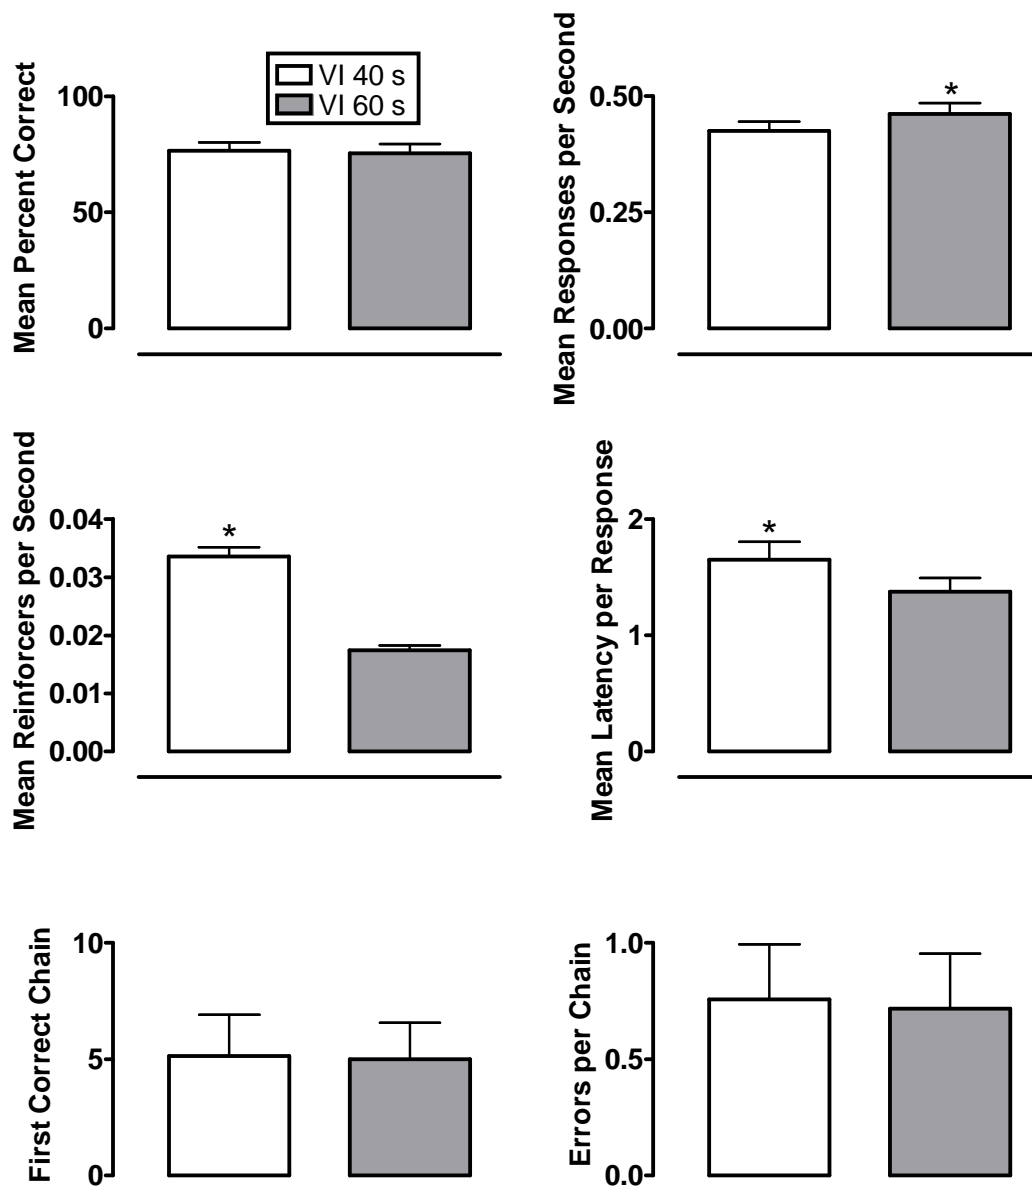 VI 40 s
VI 60 s
Mean Percent Correct
100
50
0
Mean Responses per Second
0.50
0.25
0.00
*
Mean Reinforcers per Second
0.04
0.03
0.02
0.01
0.00
*
Mean Latency per Response
2
1
0
*
First Correct Chain
10
5
0
Errors per Chain
1.0
0.5
0.0